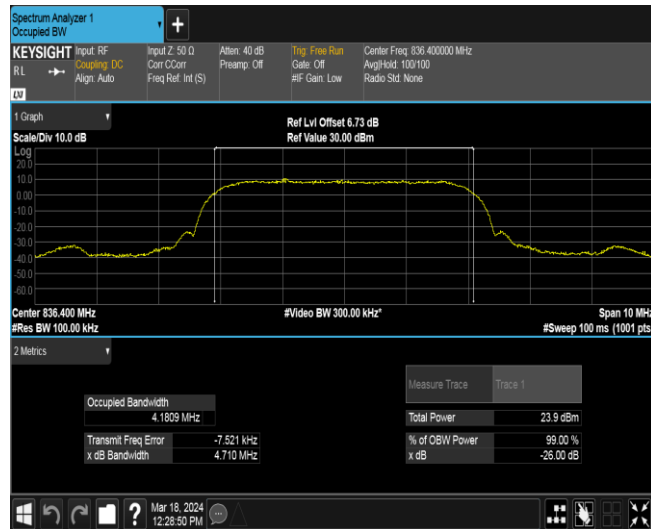 Spectrum Analyzer 1
Occupied BW
KEYSIGHT Input: RF Input Z: 50 Ω Atten: 40 dB Trig: Free Run Center Freq: 836.400000 MHz
RL Coupling: DC Corr CCorr Preamp: Off Gate: Off Avg|Hold: 100/100
Align: Auto Freq Ref: Int (S) #IF Gain: Low Radio Std: None
LXI
1 Graph Ref Lvl Offset 6.73 dB
Scale/Div 10.0 dB Ref Value 30.00 dBm
Log
20.0
10.0
0.00
-10.0
-20.0
-30.0
-40.0
-50.0
-60.0
Center 836.400 MHz #Video BW 300.00 kHz* Span 10 MHz
#Res BW 100.00 kHz #Sweep 100 ms (1001 pts
2 Metrics
Measure Trace Trace 1
Occupied Bandwidth
4.1809 MHz Total Power 23.9 dBm
Transmit Freq Error -7.521 kHz % of OBW Power 99.00 %
x dB Bandwidth 4.710 MHz x dB -26.00 dB
Mar 18, 2024
12:28:50 PM